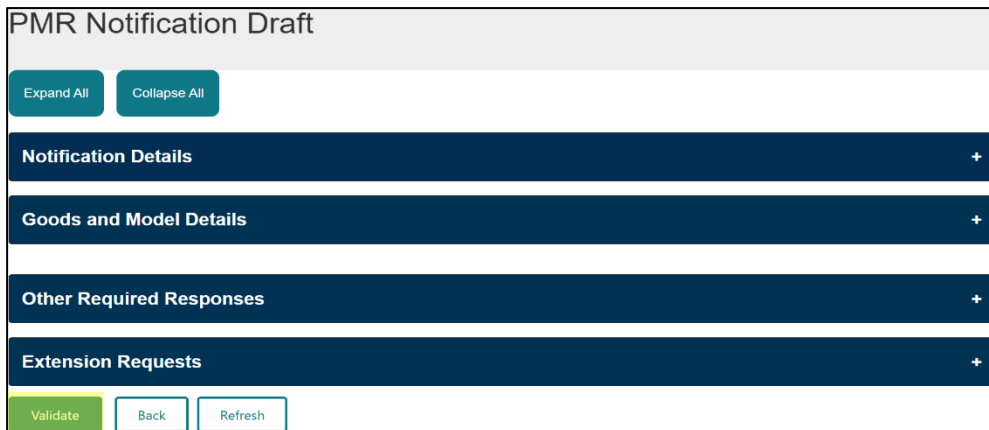 PMR Notification Draft
Expand All Collapse All
Notification Details +
Goods and Model Details +
Other Required Responses +
Extension Requests +
Validate Back Refresh